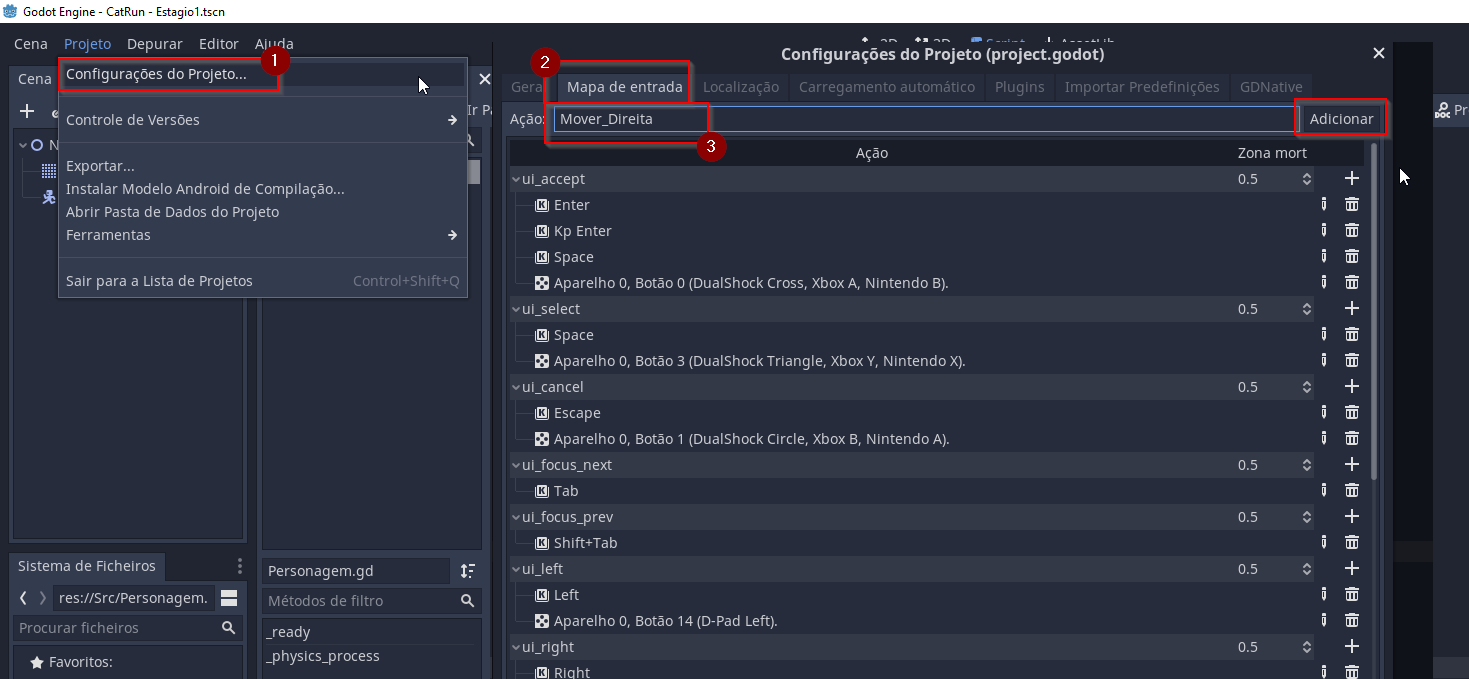 Godot Engine - CatRun - Estagio1.tscn
Cena Projeto Depurar Editor Ajuda
Script AssetLib
Cena
Configurações do Projeto...
1
Controle de Versões
Exportar...
Instalar Modelo Android de Compilação...
Abrir Pasta de Dados do Projeto
Ferramentas
Sair para a Lista de Projetos Control+Shift+Q
Ir Pa
Sistema de Ficheiros
res://Src/Personagem.
Procurar ficheiros
Favoritos:
Personagem.gd
Métodos de filtro
_ready
_physics_process
Configurações do Projeto (project.godot)
2
Gera Mapa de entrada Localização Carregamento automático Plugins Importar Predefinições GDNative
Ação: Mover_Direita Adicionar
3
DOC Pr
Ação Zona mort
ui_accept 0.5
Enter
Kp Enter
Space
Aparelho 0, Botão 0 (DualShock Cross, Xbox A, Nintendo B).
ui_select 0.5
Space
Aparelho 0, Botão 3 (DualShock Triangle, Xbox Y, Nintendo X).
ui_cancel 0.5
Escape
Aparelho 0, Botão 1 (DualShock Circle, Xbox B, Nintendo A).
ui_focus_next 0.5
Tab
ui_focus_prev 0.5
Shift+Tab
ui_left 0.5
Left
Aparelho 0, Botão 14 (D-Pad Left).
ui_right 0.5
Right